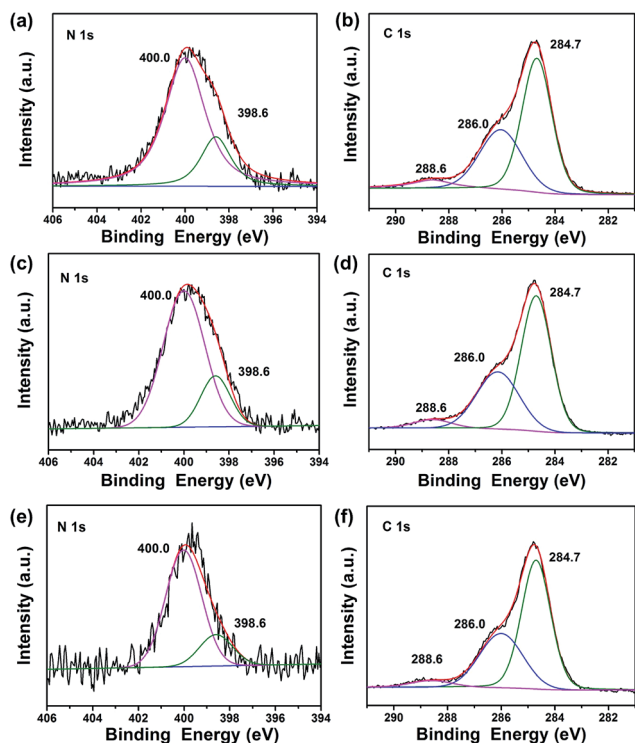 (a)
N 1s
400.0
398.6
Intensity (a.u.)
406 404 402 400 398 396 394
Binding Energy (eV)
(b)
C 1s
284.7
286.0
288.6
Intensity (a.u.)
290 288 286 284 282
Binding Energy (eV)
(c)
N 1s
400.0
398.6
Intensity (a.u.)
406 404 402 400 398 396 394
Binding Energy (eV)
(d)
C 1s
284.7
286.0
288.6
Intensity (a.u.)
290 288 286 284 282
Binding Energy (eV)
(e)
N 1s
400.0
398.6
Intensity (a.u.)
406 404 402 400 398 396 394
Binding Energy (eV)
(f)
C 1s
284.7
286.0
288.6
Intensity (a.u.)
290 288 286 284 282
Binding Energy (eV)